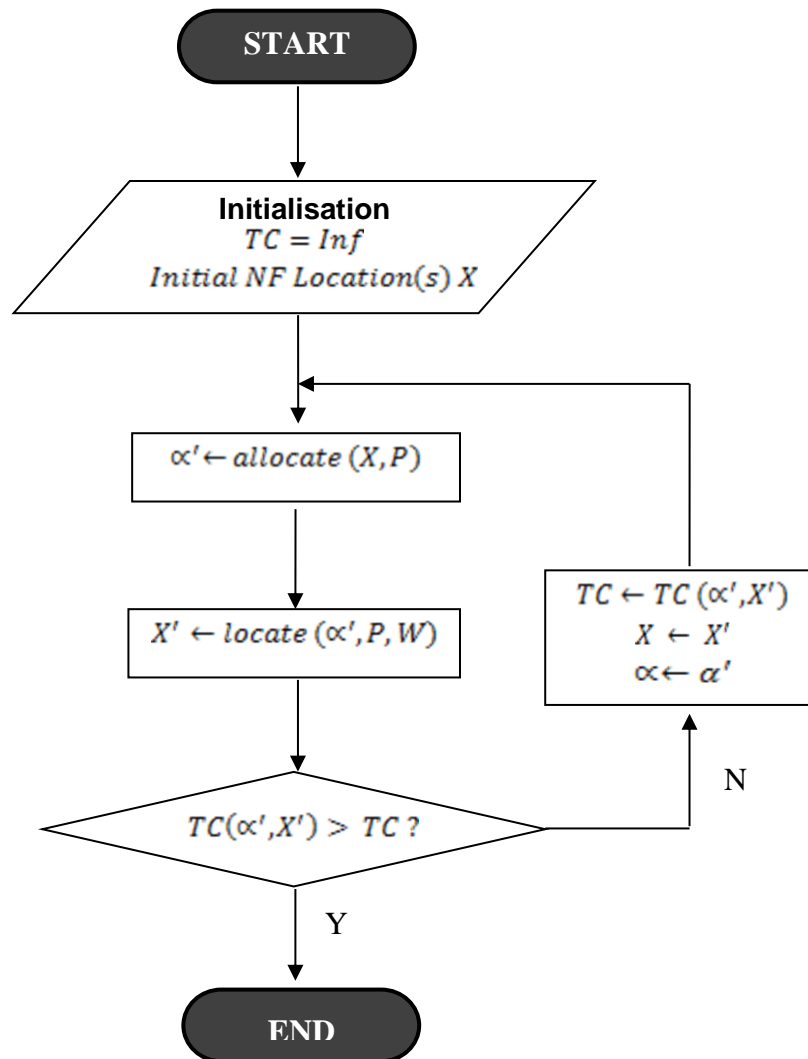 START
Initialisation
TC = Inf
Initial NF Location(s) X
∝' ← allocate (X, P)
X' ← locate (∝', P, W)
TC ← TC (∝', X')
X ← X'
∝ ← α'
N
TC(∝', X') > TC ?
Y
END